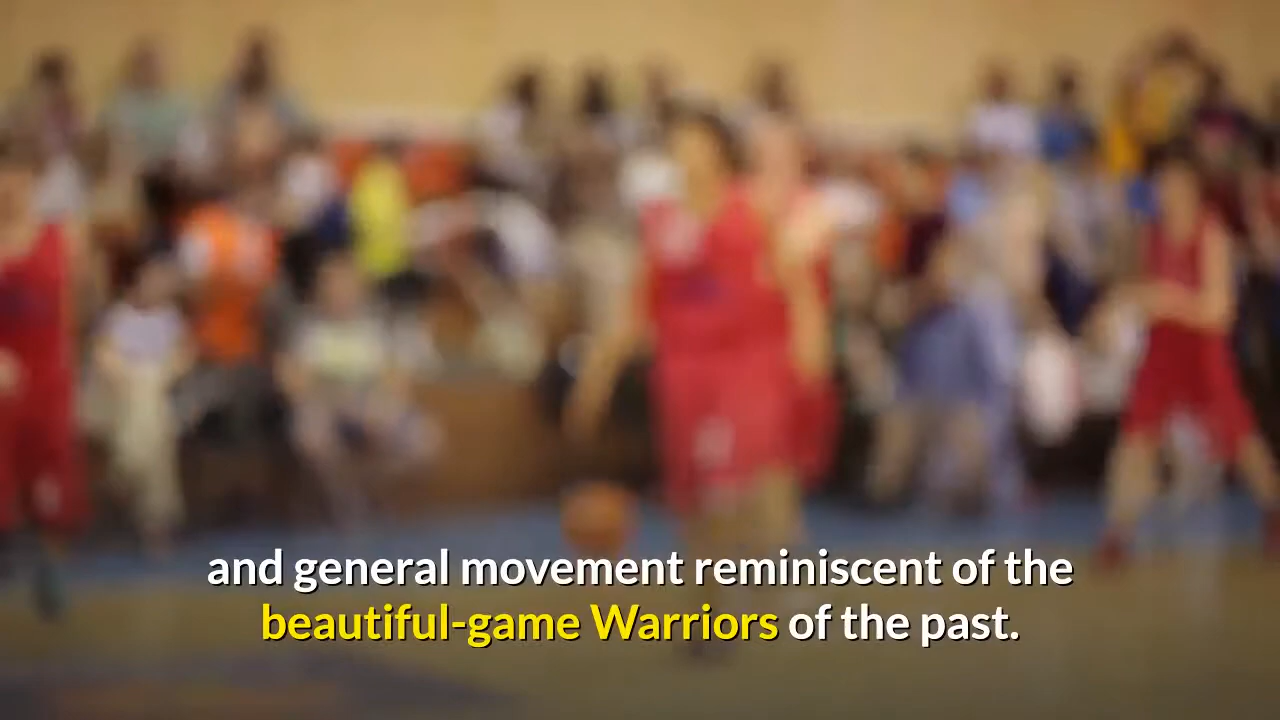 and general movement reminiscent of the
beautiful-game Warriors of the past.